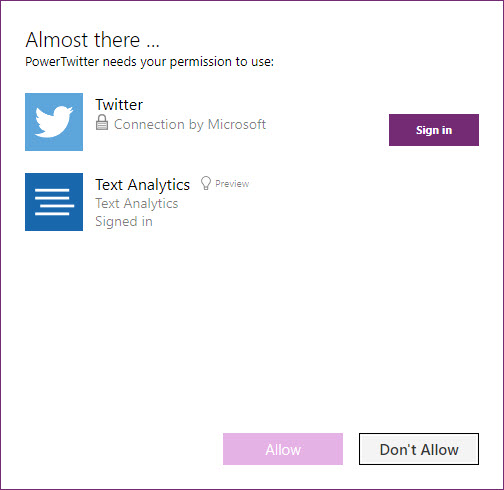 Almost there ...
PowerTwitter needs your permission to use:
Twitter
Connection by Microsoft
Sign in
Text Analytics Preview
Text Analytics
Signed in
Allow Don't Allow